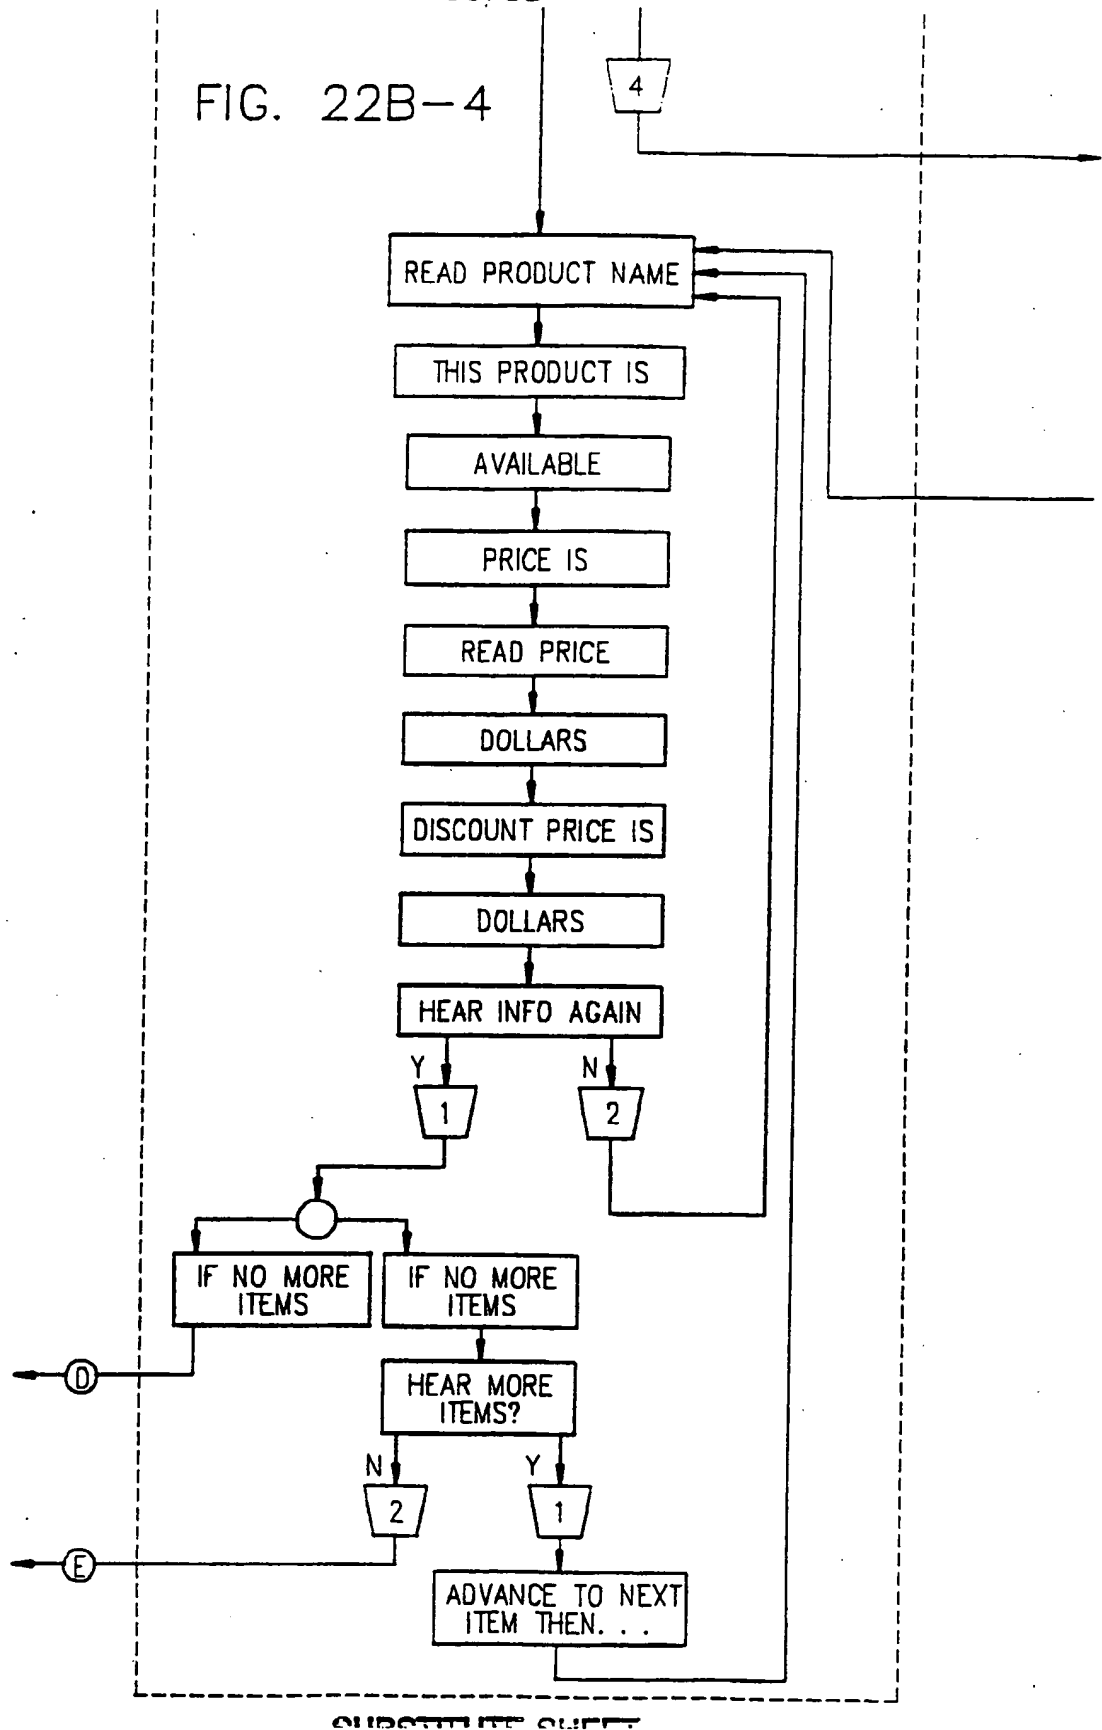 4
FIG. 22B-4
READ PRODUCT NAME
THIS PRODUCT IS
AVAILABLE
PRICE IS
READ PRICE
DOLLARS
DISCOUNT PRICE IS
DOLLARS
HEAR INFO AGAIN
Y
N
1
2
IF NO MORE
ITEMS
IF NO MORE
ITEMS
D
HEAR MORE
ITEMS?
N
Y
2
1
E
ADVANCE TO NEXT
ITEM THEN. . .
SUBSTITUTE SHEET